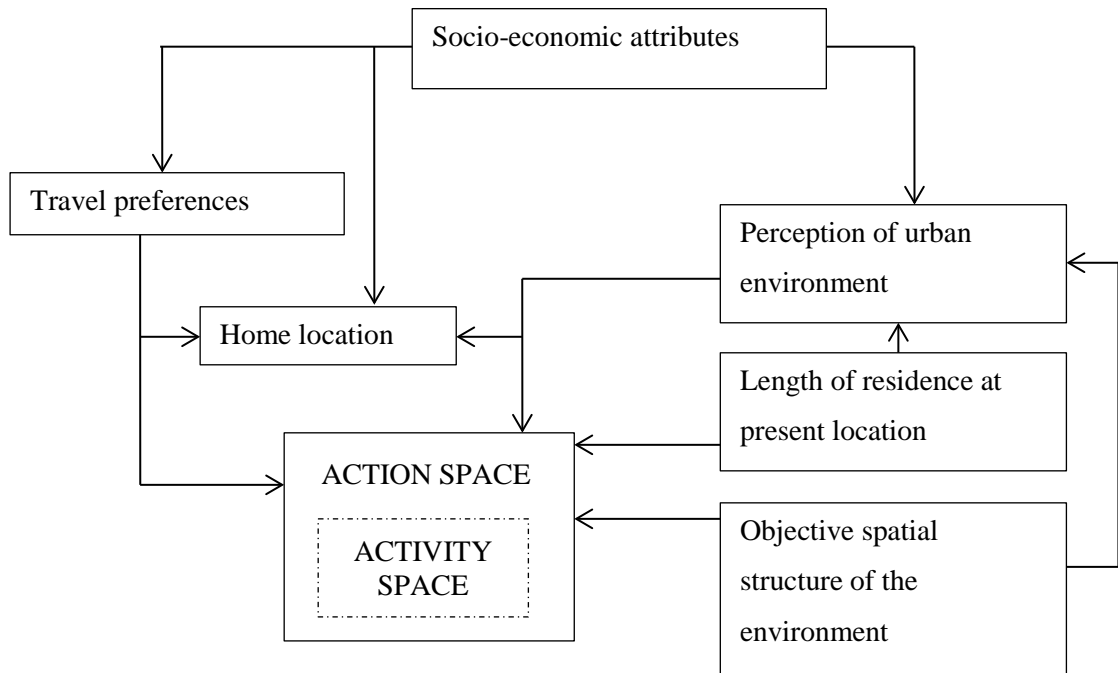 Socio-economic attributes
Travel preferences
Perception of urban
environment
Home location
Length of residence at
present location
ACTION SPACE
ACTIVITY
SPACE
Objective spatial
structure of the
environment